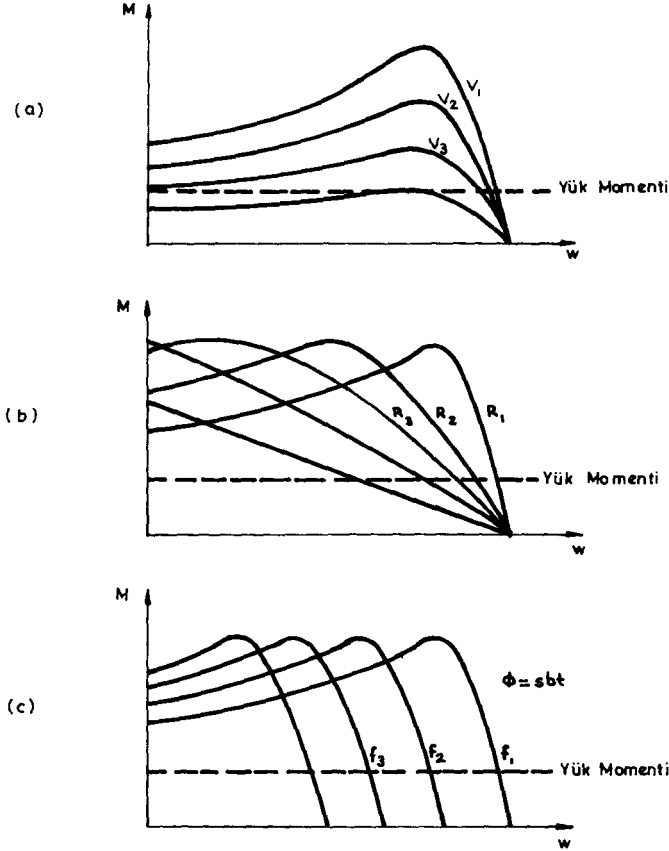 M
(a)
V₁
V₂
V₃
Yük Momenti
w
M
(b)
R₃ R₂ R₁
Yük Momenti
w
M
(c)
Φ=sbt
f₃ f₂ f₁
Yük Momenti
w